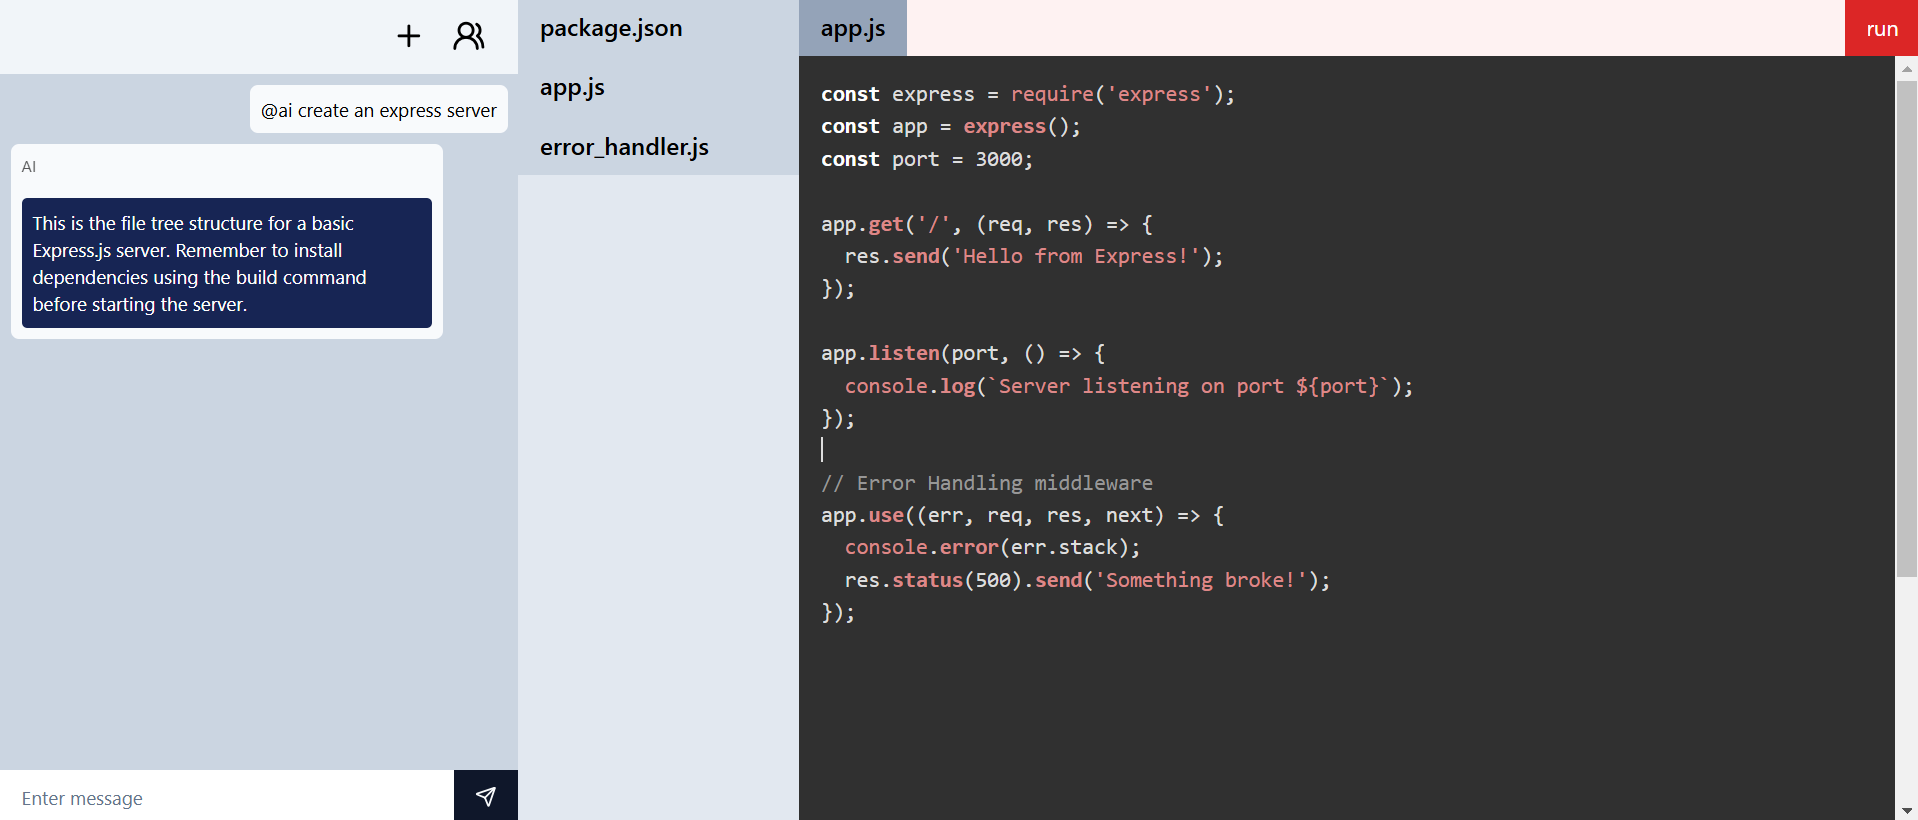 @ai create an express server
AI
This is the file tree structure for a basic
Express.js server. Remember to install
dependencies using the build command
before starting the server.
Enter message
package.json
app.js
error_handler.js
app.js
run
const express = require('express');
const app = express();
const port = 3000;
app.get('/', (req, res) => {
  res.send('Hello from Express!');
});
app.listen(port, () => {
  console.log(`Server listening on port ${port}`);
});
// Error Handling middleware
app.use((err, req, res, next) => {
  console.error(err.stack);
  res.status(500).send('Something broke!');
});